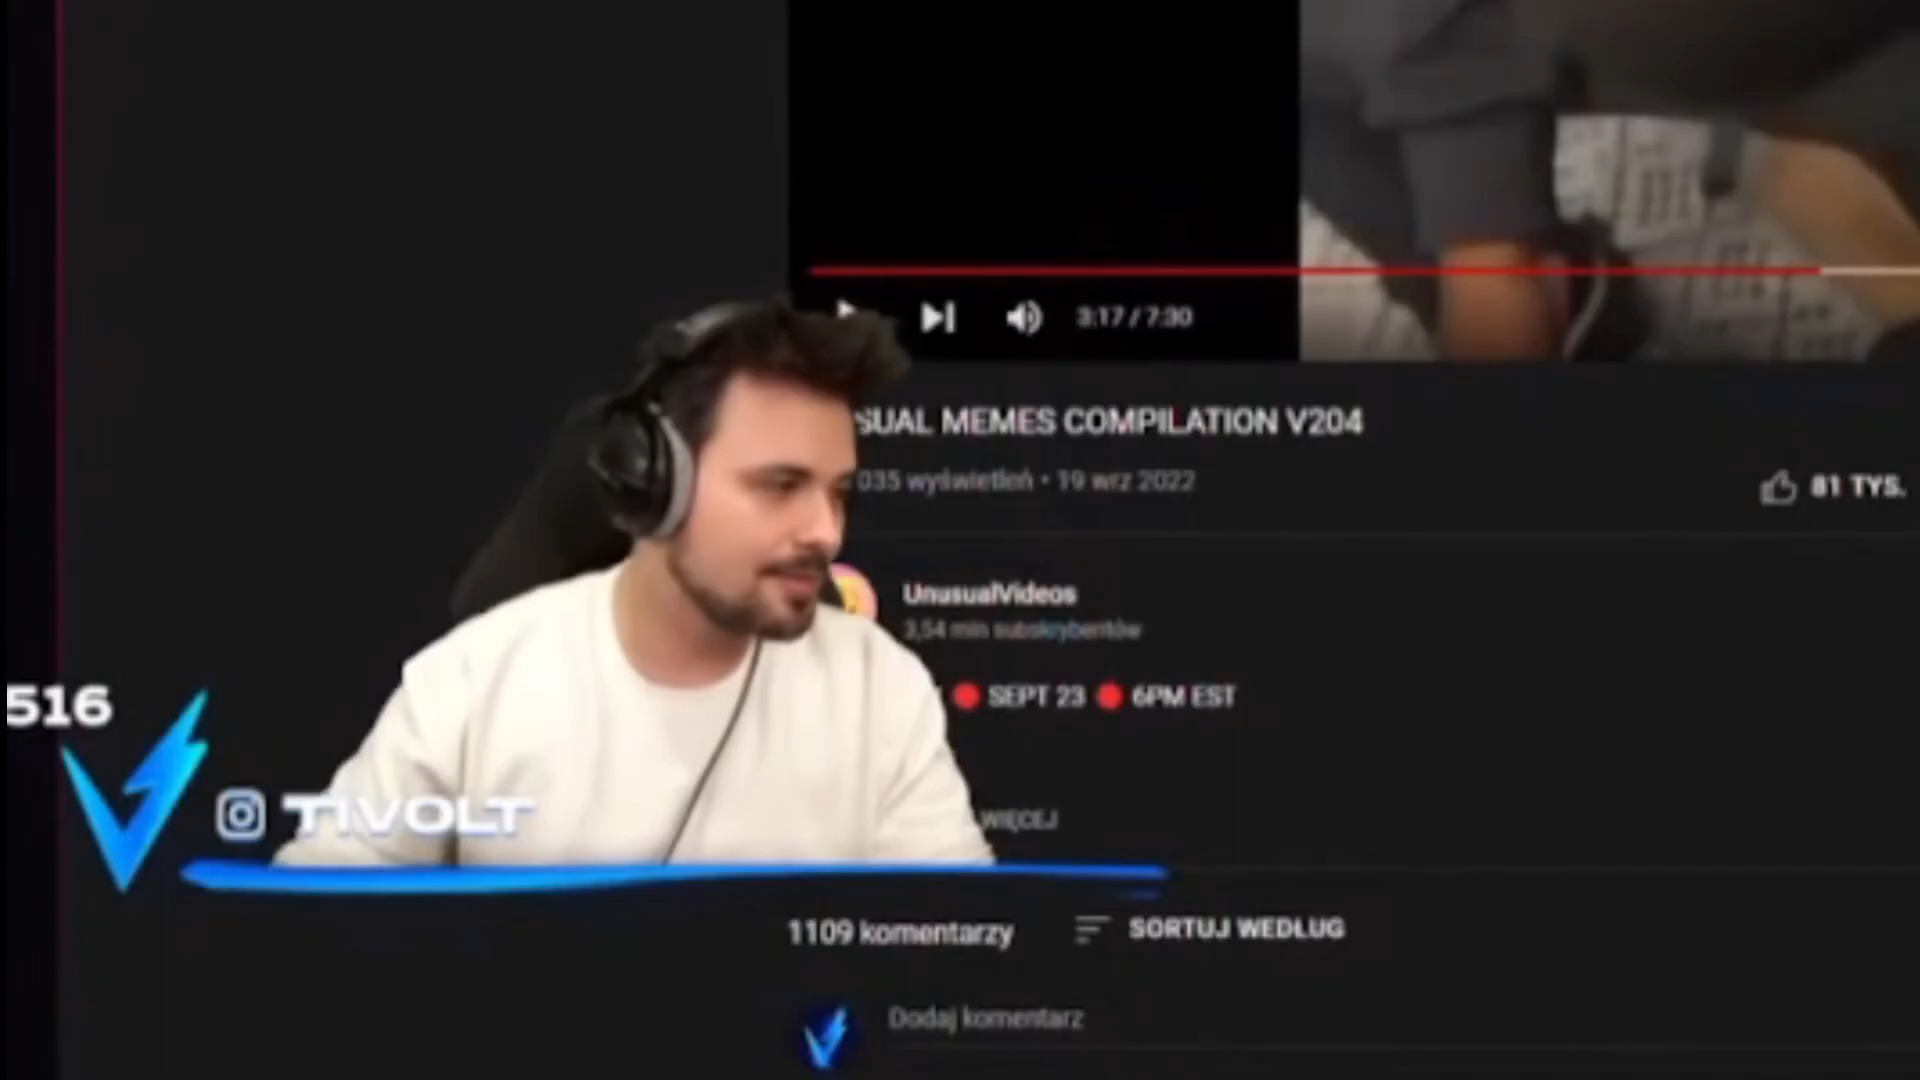 3:17 / 7:30
SUAL MEMES COMPILATION V204
035 wyświetleń • 19 wrz 2022
81 TYS.
UnusualVideos
3,54 mln subskrybentów
SEPT 23 🔴 6PM EST
516
TIVOLT
WIĘCEJ
1109 komentarzy
SORTUJ WEDŁUG
Dodaj komentarz